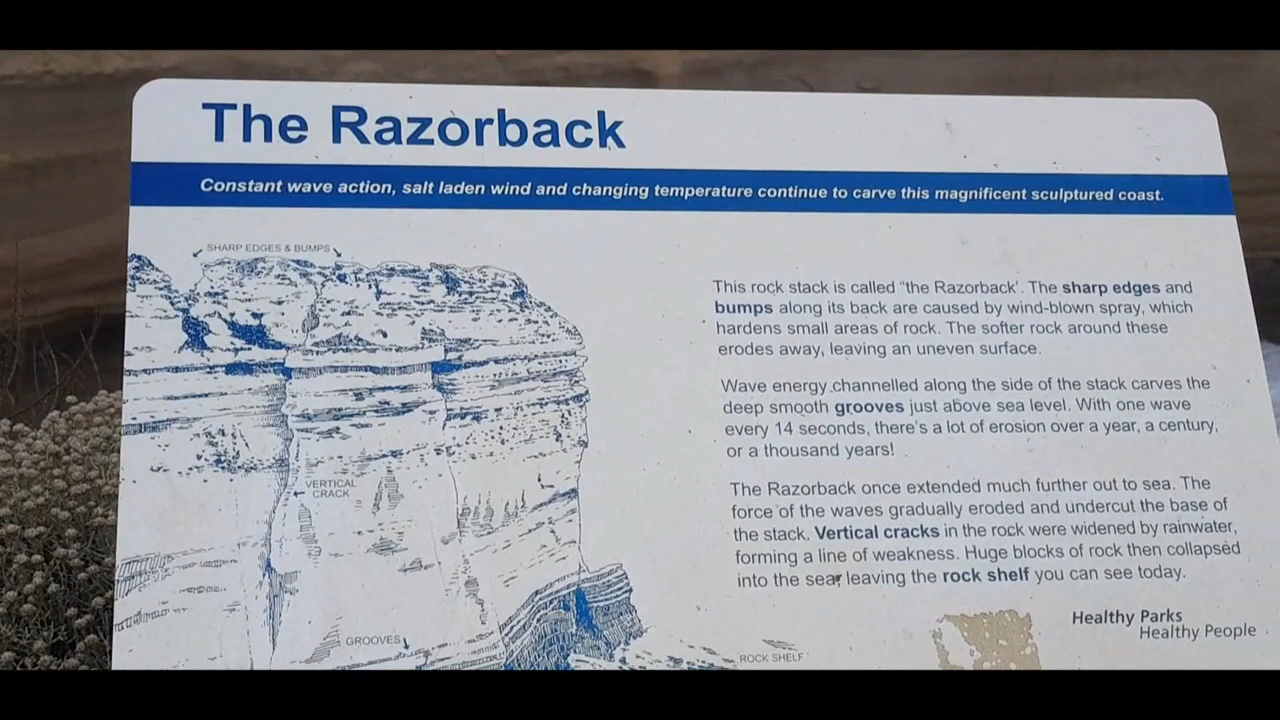 The Razorback
Constant wave action, salt laden wind and changing temperature continue to carve this magnificent sculptured coast.
SHARP EDGES & BUMPS
This rock stack is called “the Razorback’. The sharp edges and
bumps along its back are caused by wind-blown spray, which
hardens small areas of rock. The softer rock around these
erodes away, leaving an uneven surface.
Wave energy channelled along the side of the stack carves the
deep smooth grooves just above sea level. With one wave
every 14 seconds, there's a lot of erosion over a year, a century,
or a thousand years!
The Razorback once extended much further out to sea. The
force of the waves gradually eroded and undercut the base of
the stack. Vertical cracks in the rock were widened by rainwater,
forming a line of weakness. Huge blocks of rock then collapsed
into the sea leaving the rock shelf you can see today.
VERTICAL
CRACK
GROOVES
ROCK SHELF
Healthy Parks
Healthy People